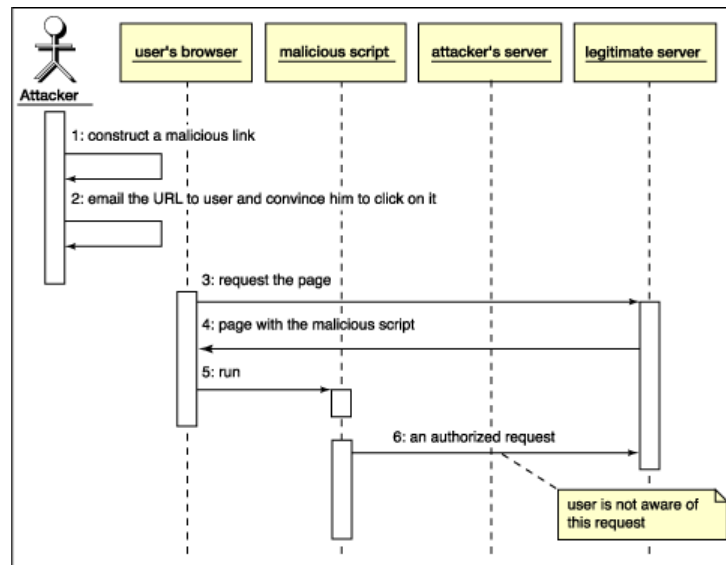 user's browser
malicious script
attacker's server
legitimate server
Attacker
1: construct a malicious link
2: email the URL to user and convince him to click on it
3: request the page
4: page with the malicious script
5: run
6: an authorized request
user is not aware of
this request